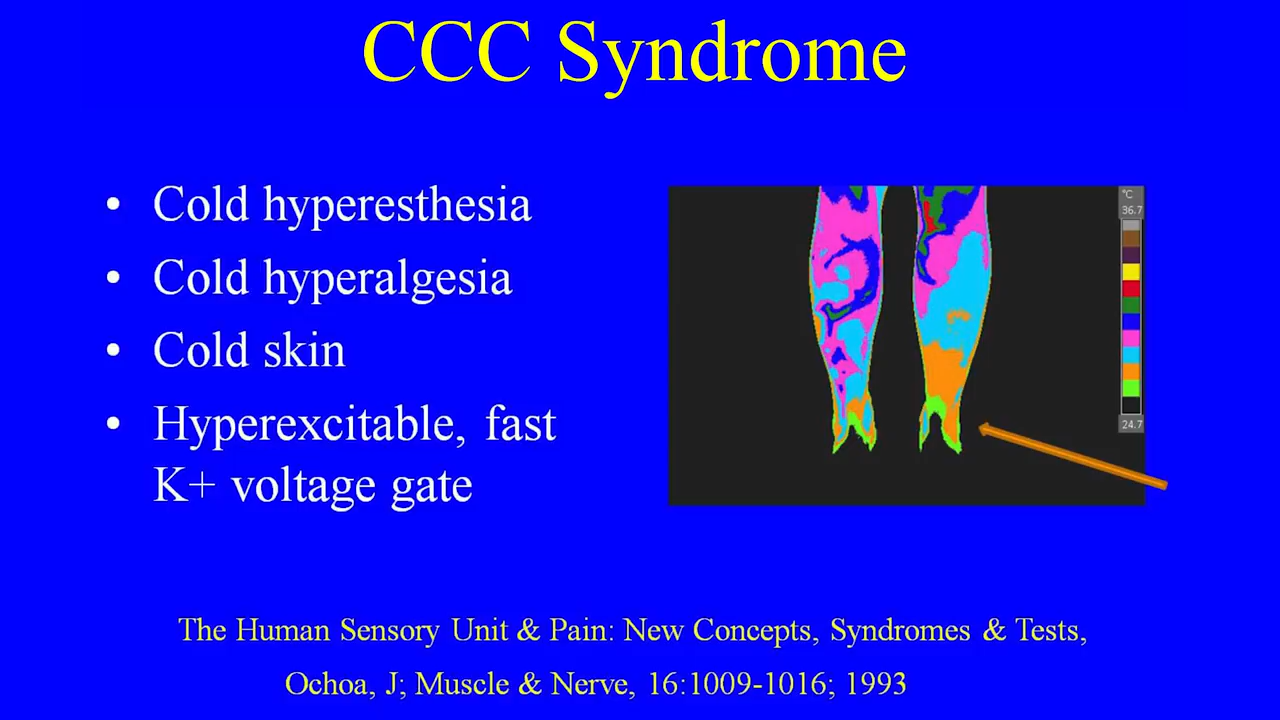 CCC Syndrome
• Cold hyperesthesia
• Cold hyperalgesia
• Cold skin
• Hyperexcitable, fast
K+ voltage gate
°C
36.7
24.7
The Human Sensory Unit & Pain: New Concepts, Syndromes & Tests,
Ochoa, J; Muscle & Nerve, 16:1009-1016; 1993